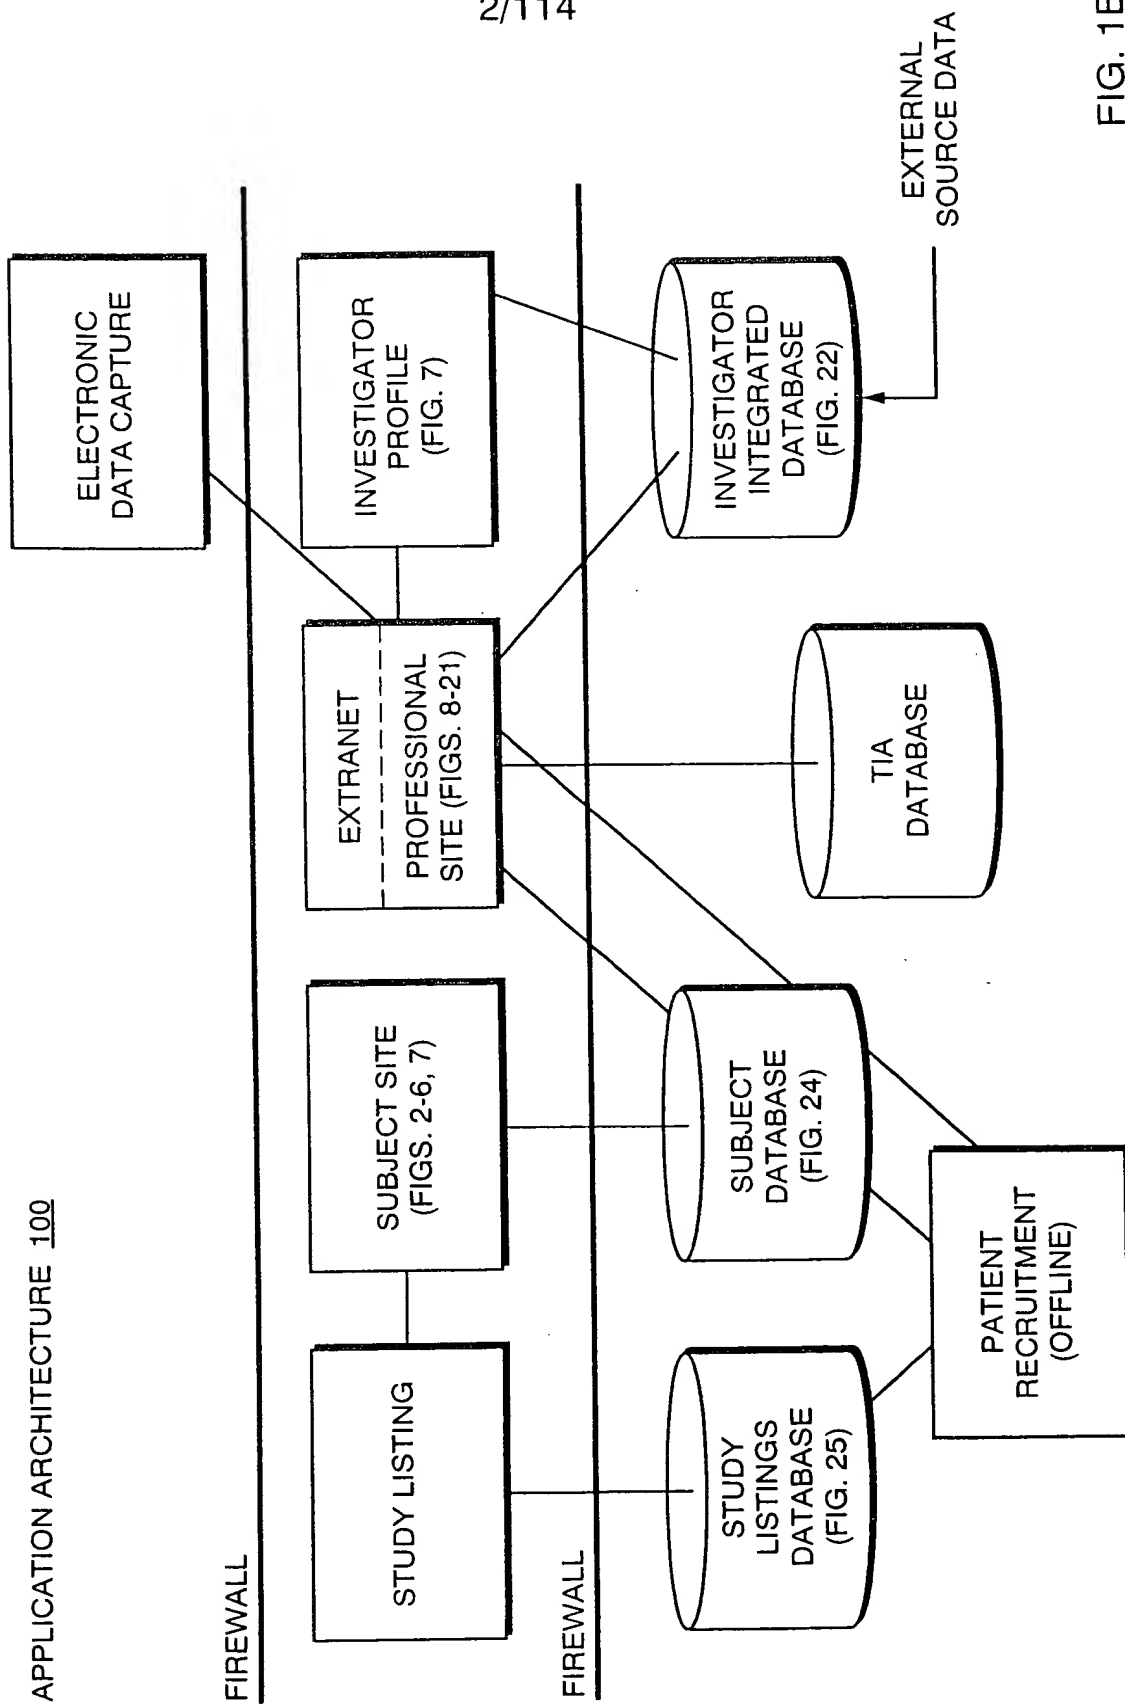 2/114
APPLICATION ARCHITECTURE 100
ELECTRONIC
DATA CAPTURE
FIREWALL
STUDY LISTING
SUBJECT SITE
(FIGS. 2-6, 7)
EXTRANET
PROFESSIONAL
SITE (FIGS. 8-21)
INVESTIGATOR
PROFILE
(FIG. 7)
FIREWALL
STUDY
LISTINGS
DATABASE
(FIG. 25)
SUBJECT
DATABASE
(FIG. 24)
TIA
DATABASE
INVESTIGATOR
INTEGRATED
DATABASE
(FIG. 22)
EXTERNAL
SOURCE DATA
PATIENT
RECRUITMENT
(OFFLINE)
FIG. 1B